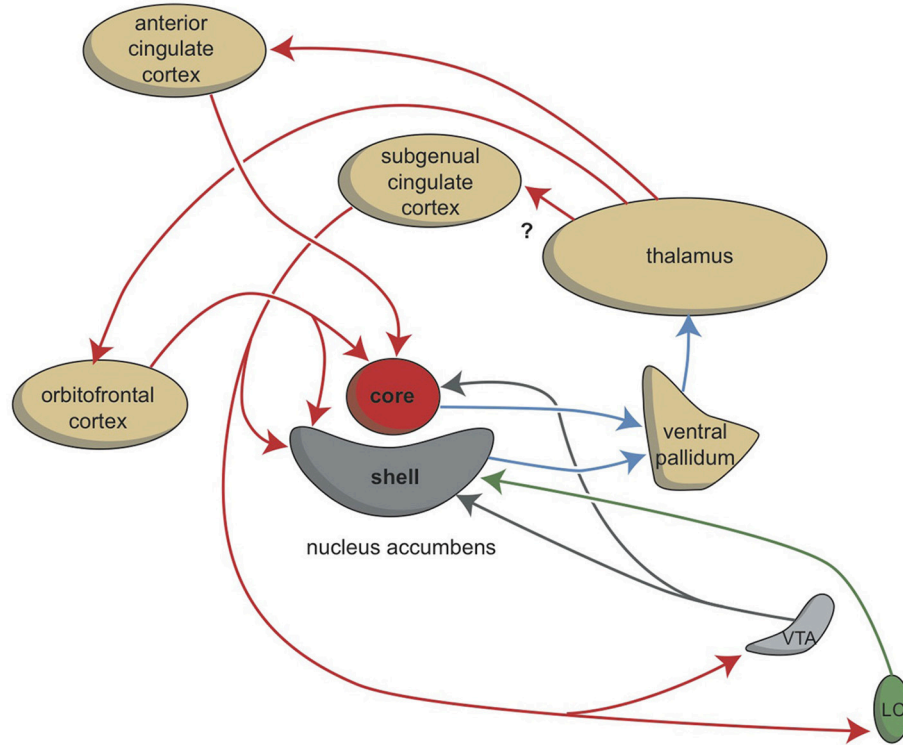 anterior
cingulate
cortex
subgenual
cingulate
cortex
?
thalamus
orbitofrontal
cortex
core
ventral
pallidum
shell
nucleus accumbens
VTA
LC